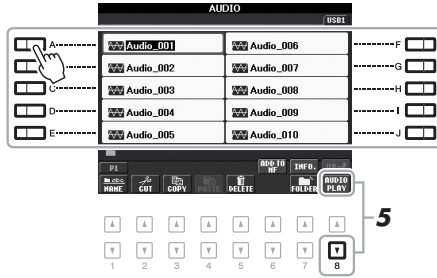 AUDIO
USB1
A Audio_001 Audio_006 F
Audio_002 Audio_007 G
C Audio_003 Audio_008 H
D Audio_004 Audio_009 I
E Audio_005 Audio_010 J
P1 ADD TO MF INFO.
abc NAME CUT COPY PASTE DELETE FOLDER AUDIO PLAY
5
1 2 3 4 5 6 7 8